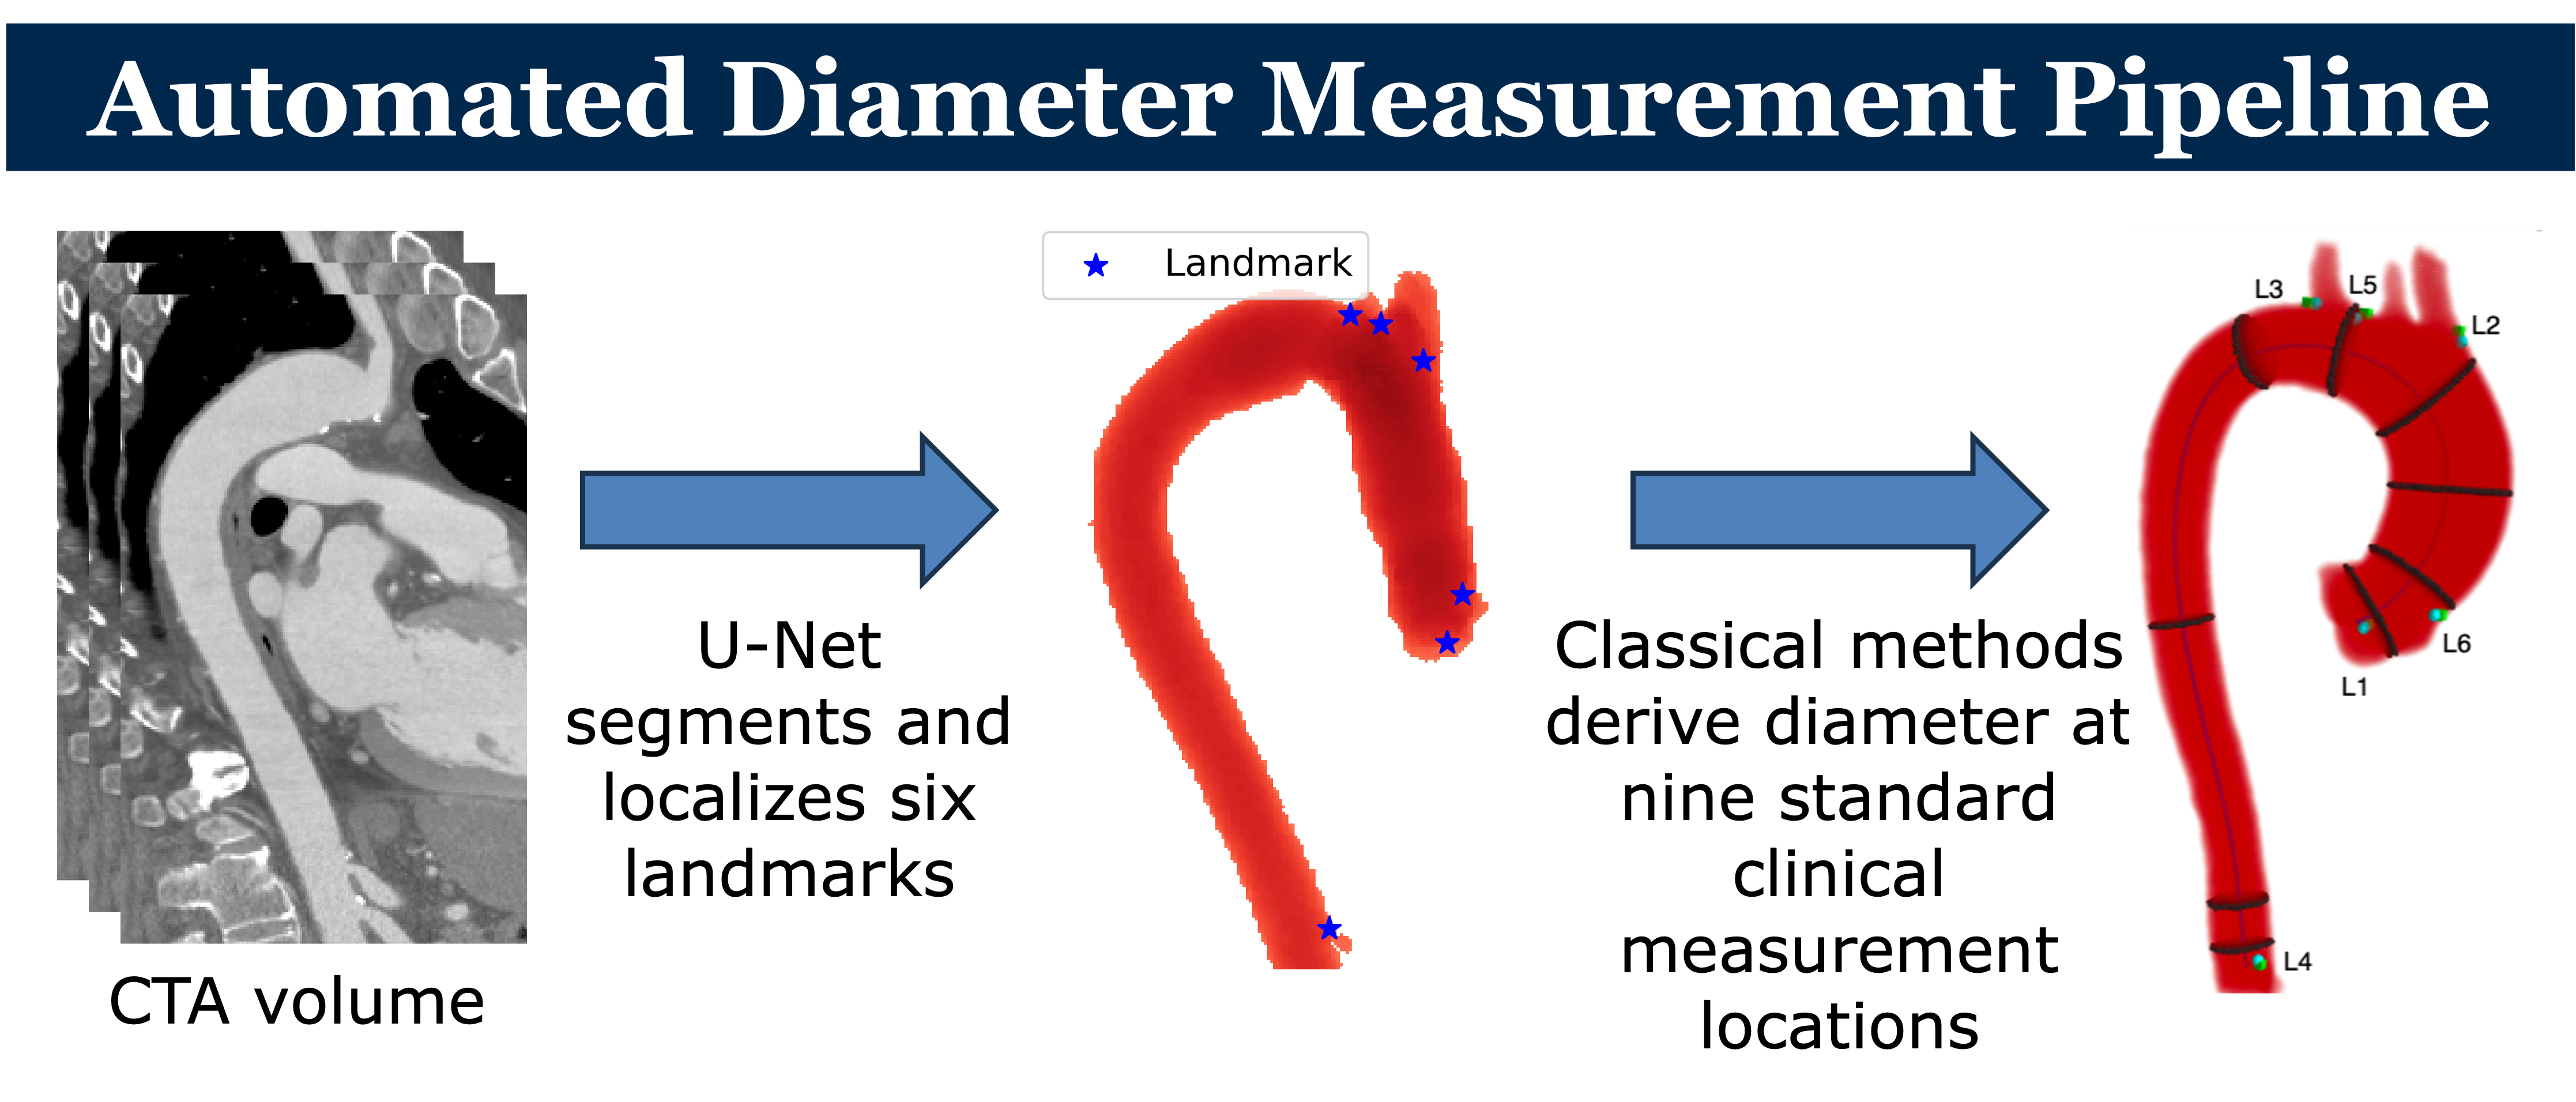 Automated Diameter Measurement Pipeline
Landmark
L3
L5
L2
L6
L1
L4
U-Net
segments and
localizes six
landmarks
Classical methods
derive diameter at
nine standard
clinical
measurement
locations
CTA volume